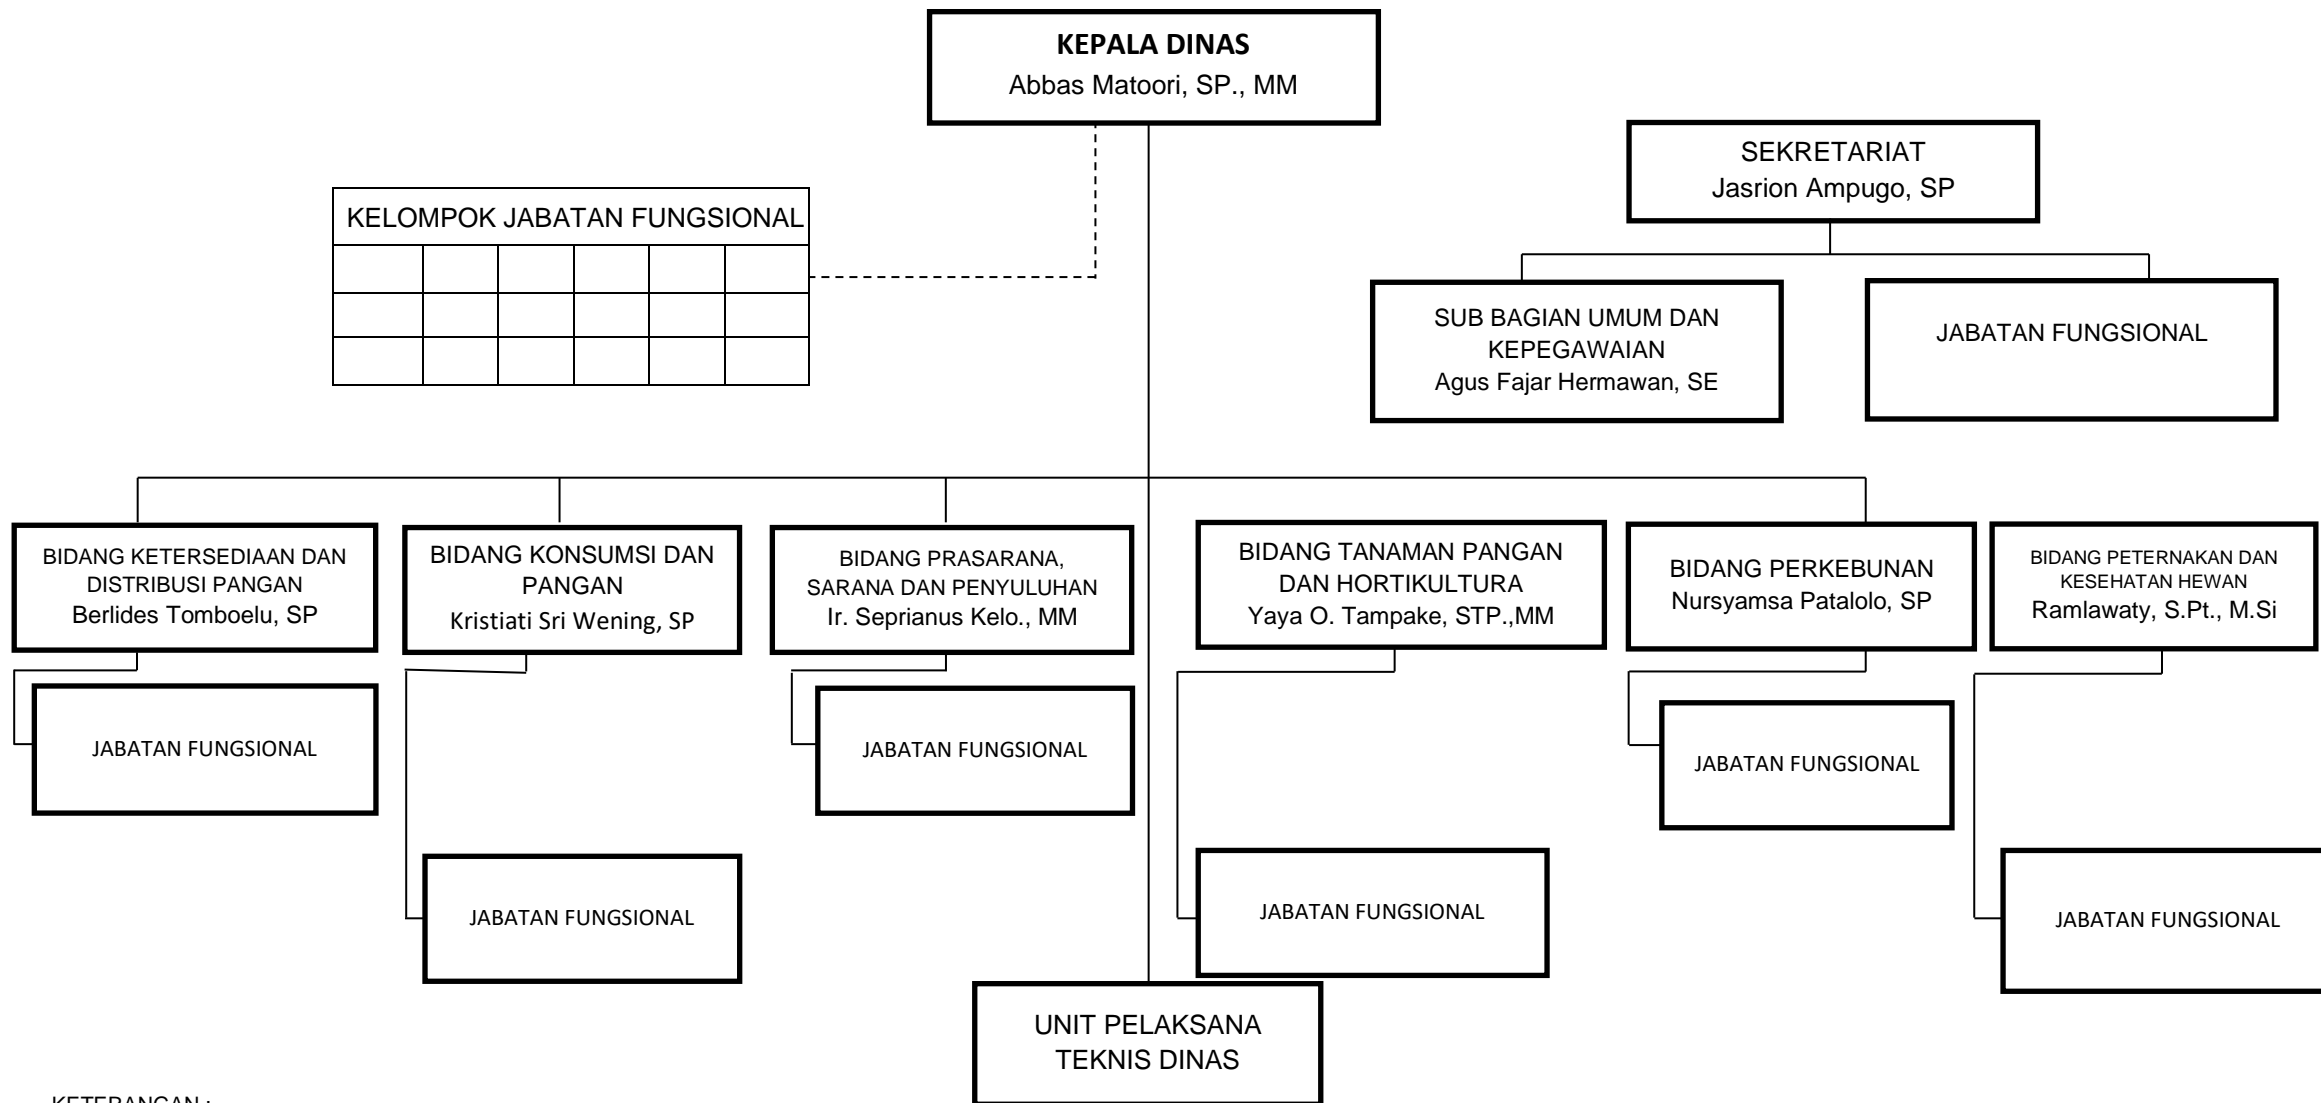 KEPALA DINAS
Abbas Matoori, SP., MM
SEKRETARIAT
Jasrion Ampugo, SP
KELOMPOK JABATAN FUNGSIONAL
SUB BAGIAN UMUM DAN
KEPEGAWAIAN
Agus Fajar Hermawan, SE
JABATAN FUNGSIONAL
BIDANG KETERSEDIAAN DAN
DISTRIBUSI PANGAN
Berlides Tomboelu, SP
BIDANG KONSUMSI DAN
PANGAN
Kristiati Sri Wening, SP
BIDANG PRASARANA,
SARANA DAN PENYULUHAN
Ir. Seprianus Kelo., MM
BIDANG TANAMAN PANGAN
DAN HORTIKULTURA
Yaya O. Tampake, STP.,MM
BIDANG PERKEBUNAN
Nursyamsa Patalolo, SP
BIDANG PETERNAKAN DAN
KESEHATAN HEWAN
Ramlawaty, S.Pt., M.Si
JABATAN FUNGSIONAL
JABATAN FUNGSIONAL
JABATAN FUNGSIONAL
JABATAN FUNGSIONAL
JABATAN FUNGSIONAL
JABATAN FUNGSIONAL
UNIT PELAKSANA
TEKNIS DINAS
KETERANGAN :